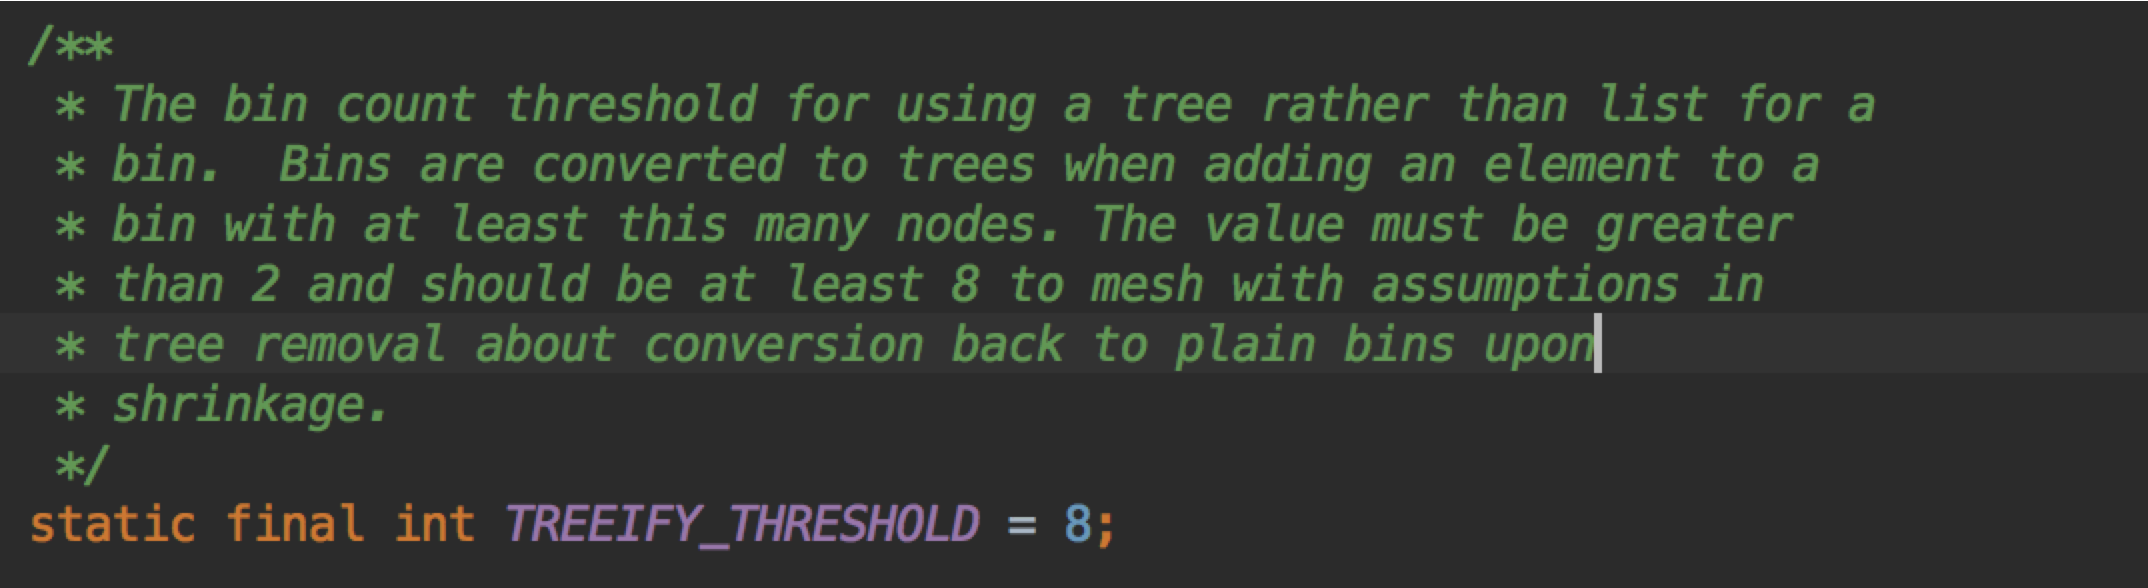 /**
* The bin count threshold for using a tree rather than list for a
* bin.  Bins are converted to trees when adding an element to a
* bin with at least this many nodes. The value must be greater
* than 2 and should be at least 8 to mesh with assumptions in
* tree removal about conversion back to plain bins upon
* shrinkage.
*/
static final int TREEIFY_THRESHOLD = 8;